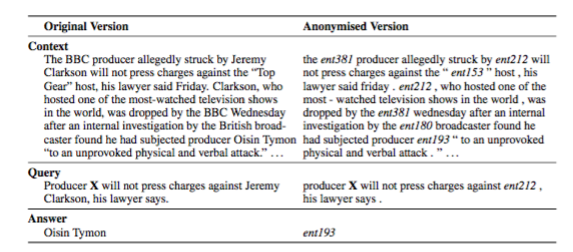 Original Version
Anonymised Version
Context
The BBC producer allegedly struck by Jeremy
Clarkson will not press charges against the “Top
Gear” host, his lawyer said Friday. Clarkson, who
hosted one of the most-watched television shows
in the world, was dropped by the BBC Wednesday
after an internal investigation by the British broad-
caster found he had subjected producer Oisin Tymon
“to an unprovoked physical and verbal attack.” ...
the ent381 producer allegedly struck by ent212 will
not press charges against the “ ent153 ” host , his
lawyer said friday . ent212 , who hosted one of the
most - watched television shows in the world , was
dropped by the ent381 wednesday after an internal
investigation by the ent180 broadcaster found he
had subjected producer ent193 “ to an unprovoked
physical and verbal attack . ” ...
Query
Producer X will not press charges against Jeremy
Clarkson, his lawyer says.
producer X will not press charges against ent212 ,
his lawyer says .
Answer
Oisin Tymon
ent193